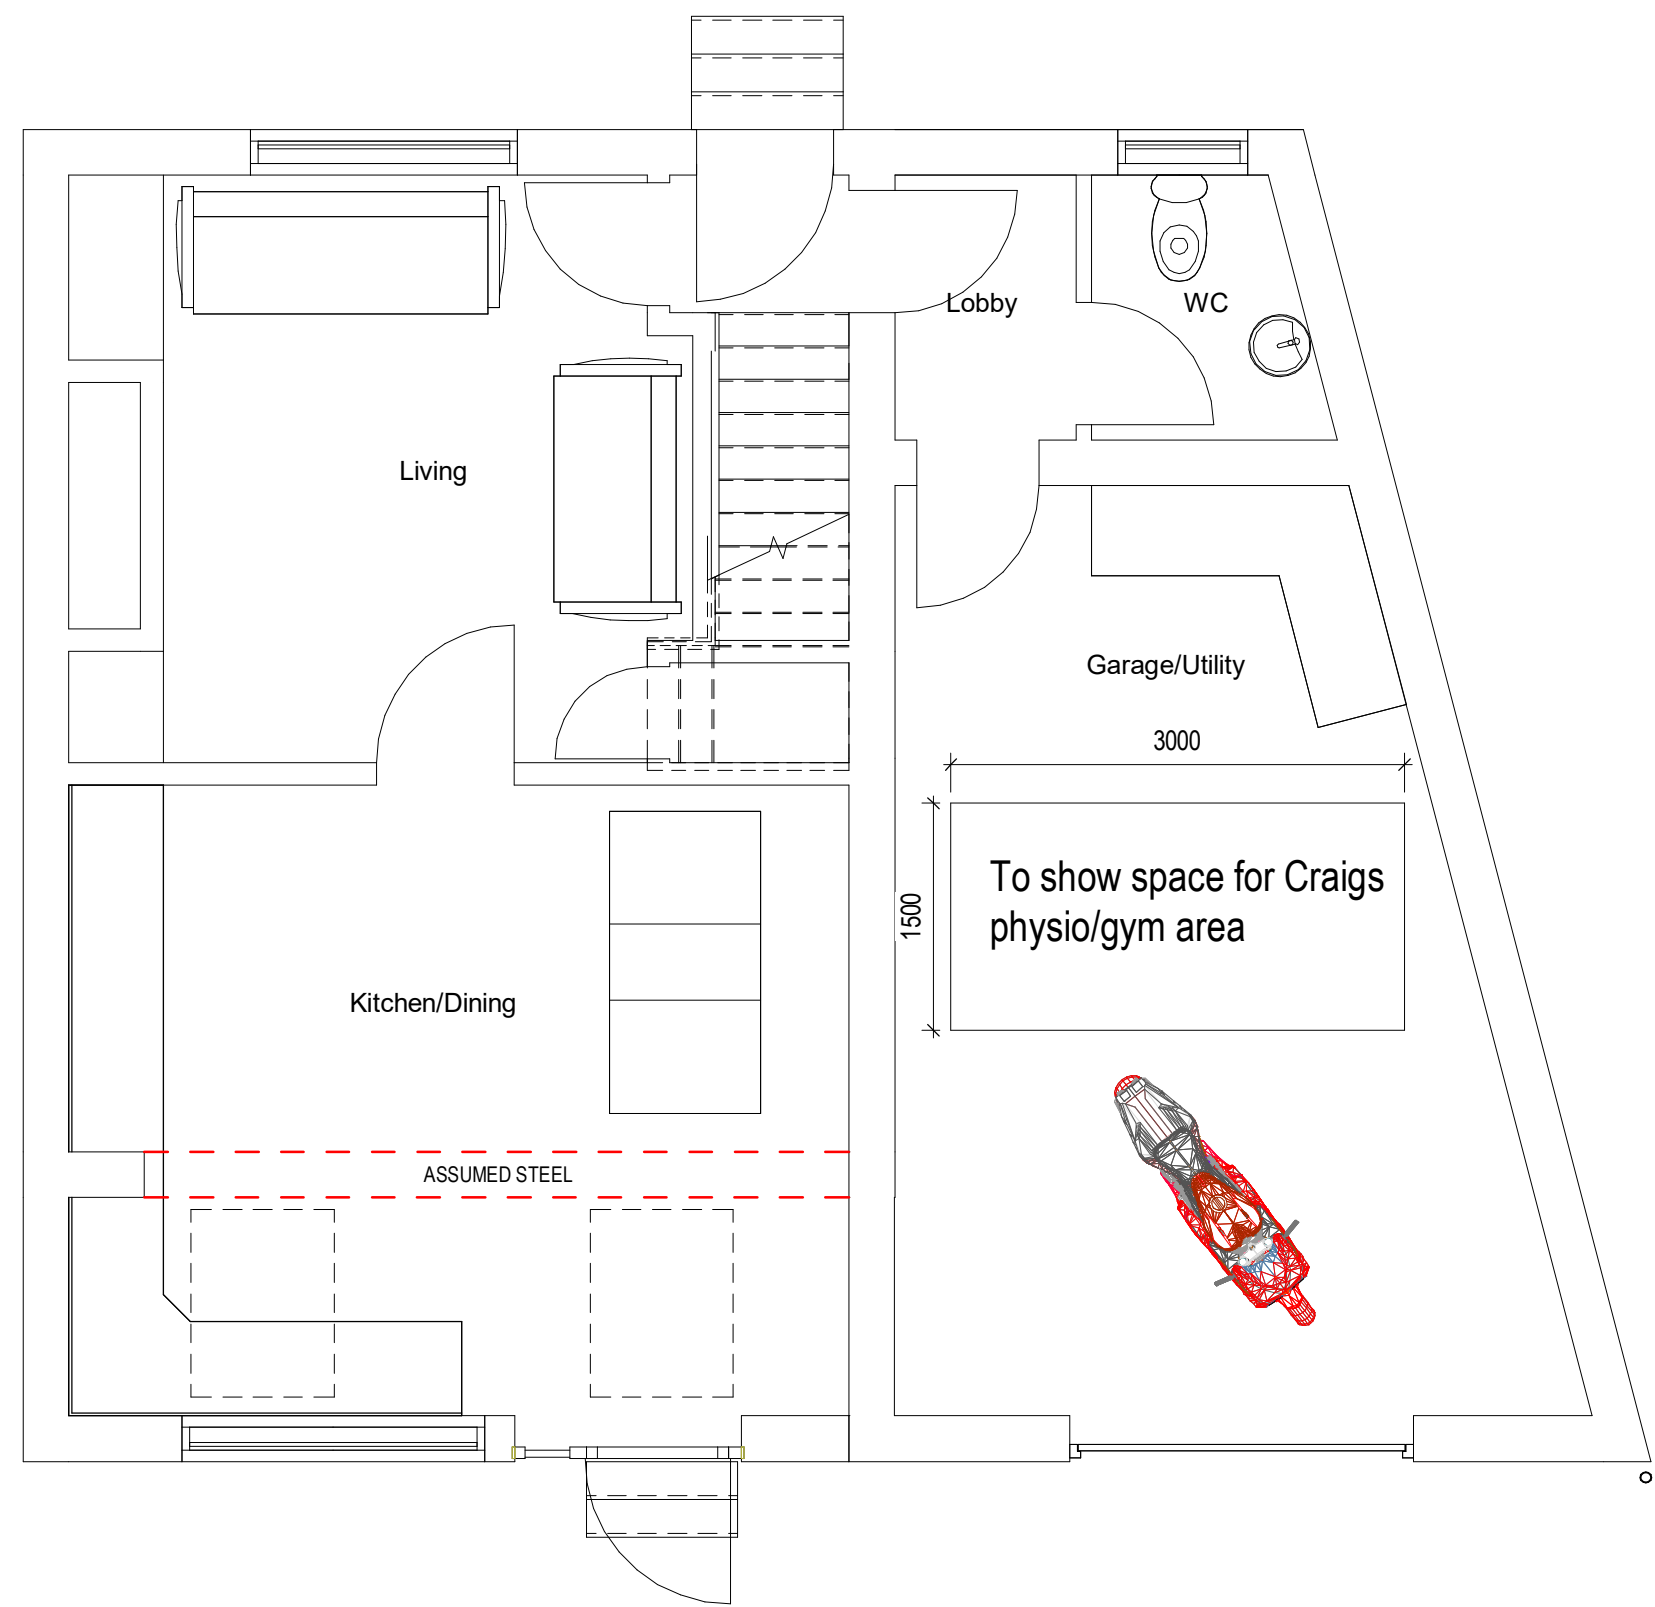 Lobby
WC
Living
Garage/Utility
3000
To show space for Craigs
physio/gym area
1500
Kitchen/Dining
ASSUMED STEEL